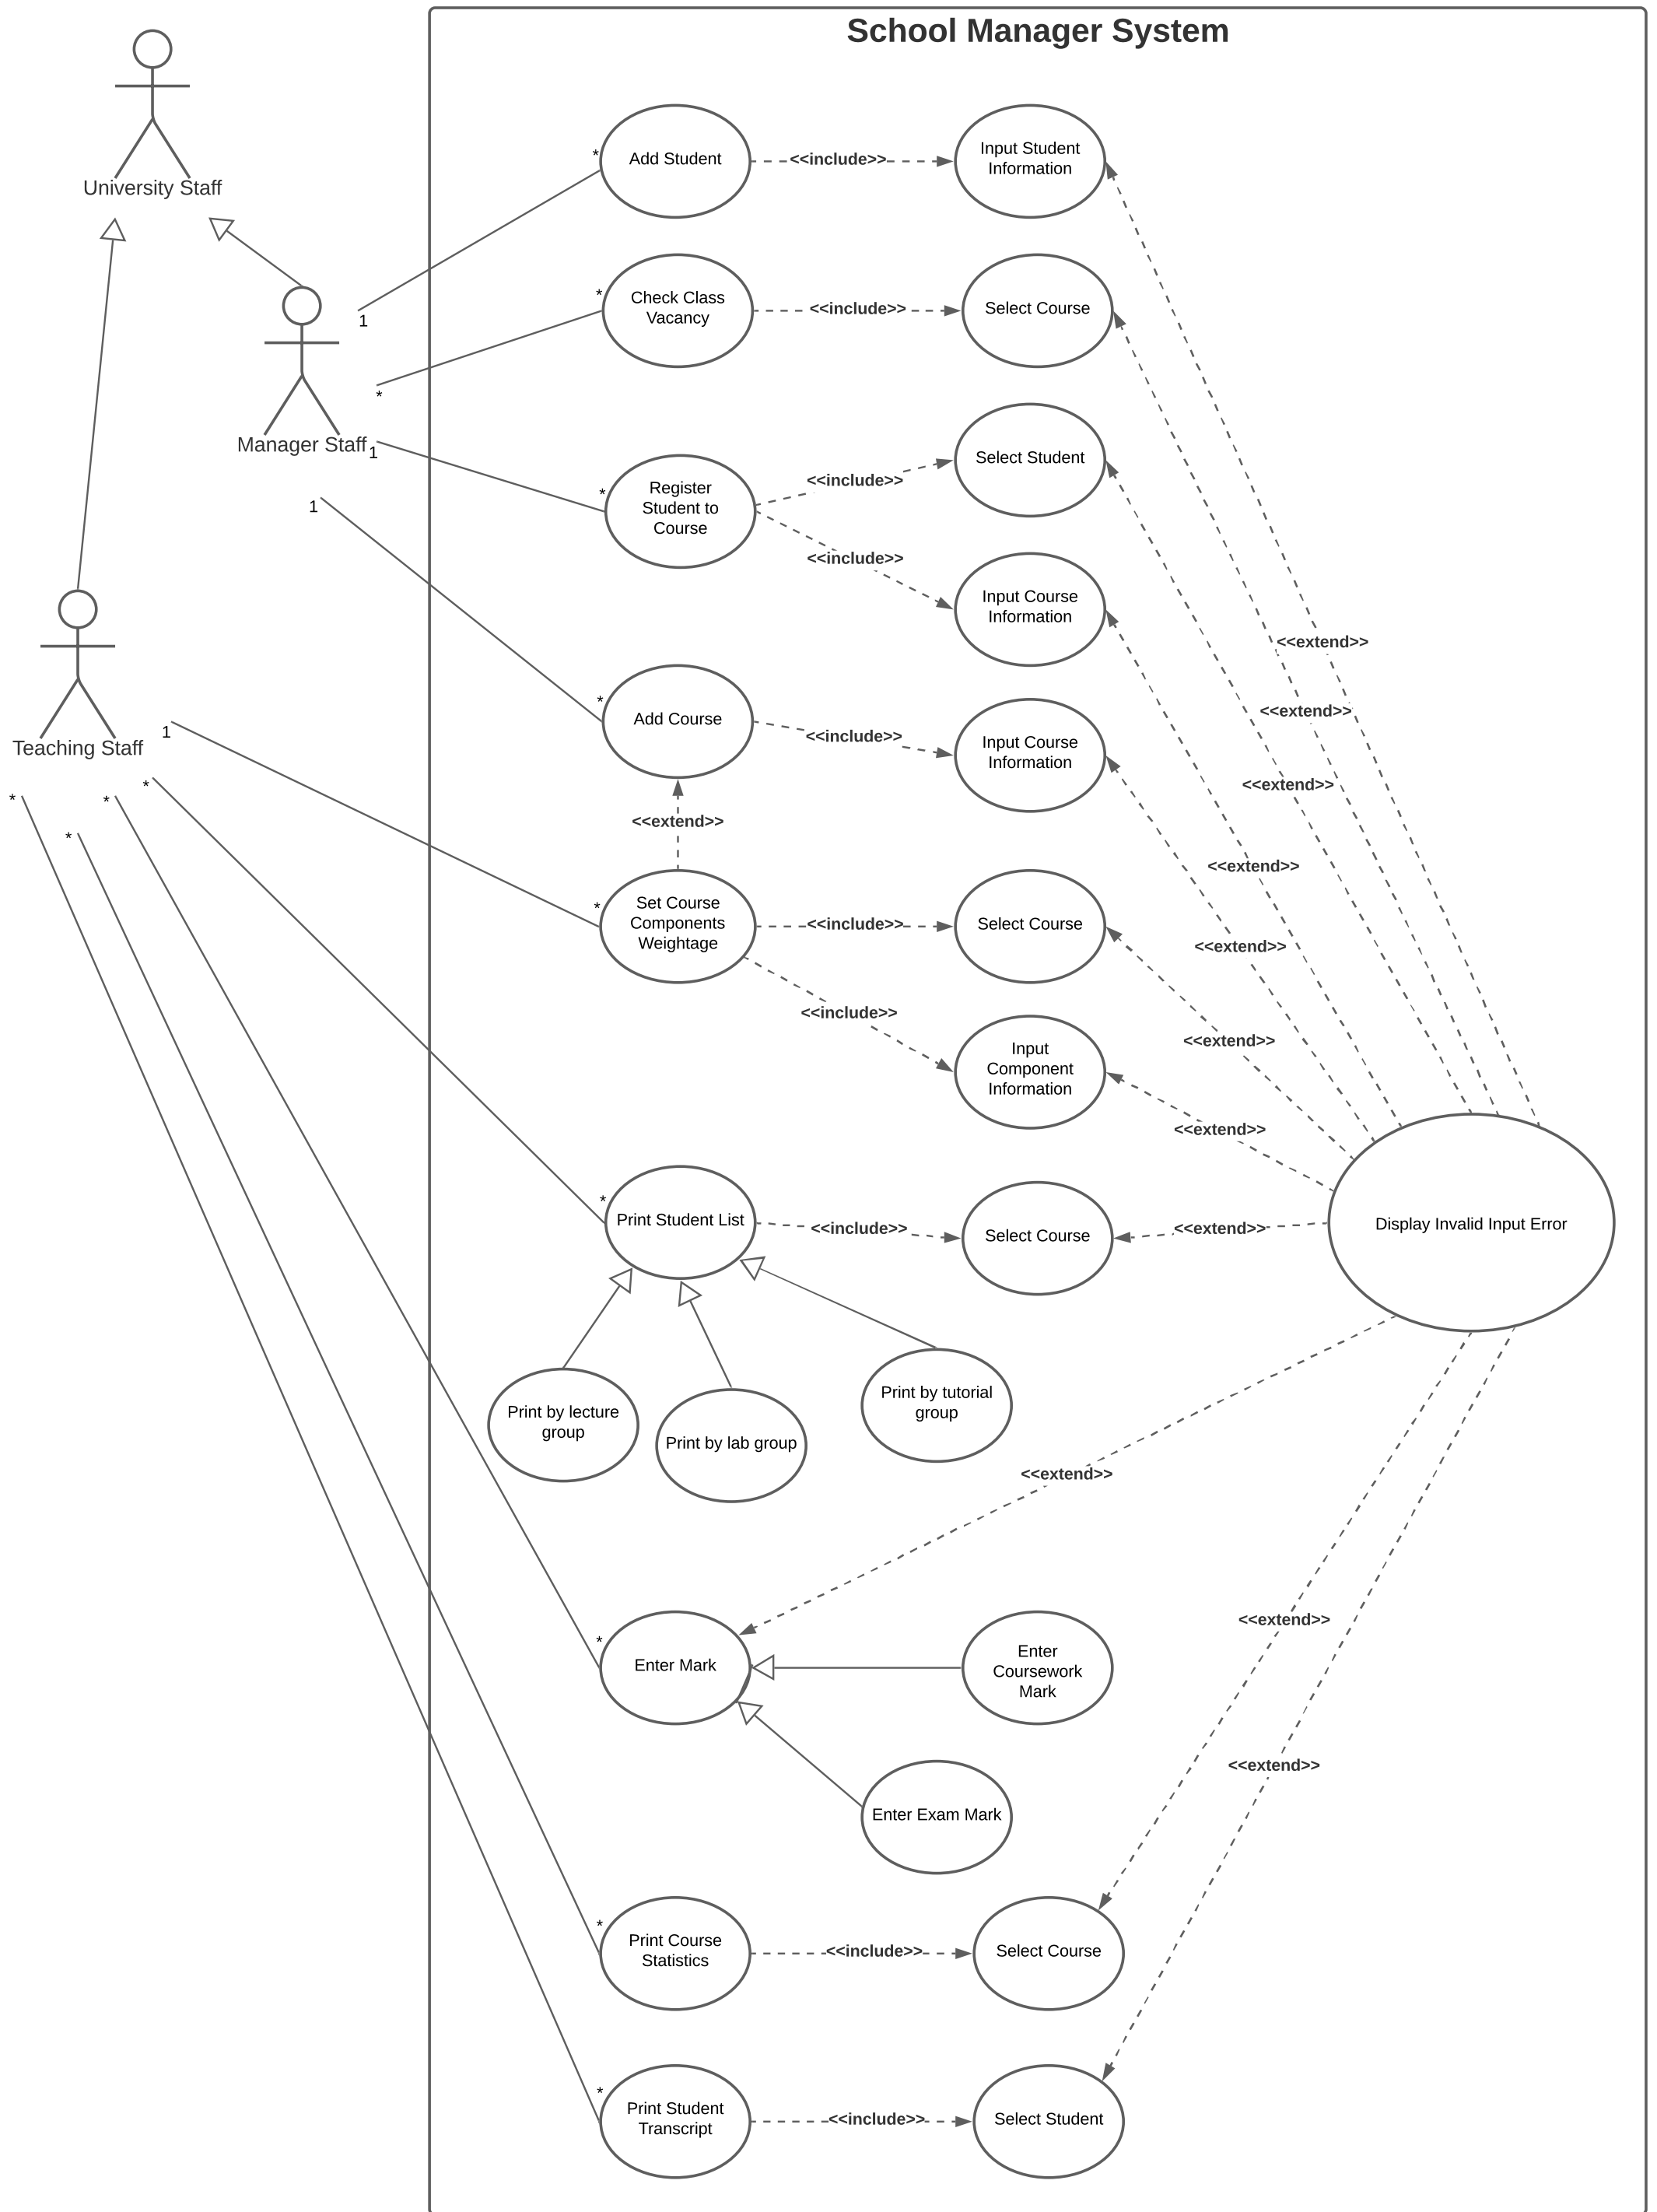 School Manager System
University Staff
Add Student
<<include>>
Input Student
Information
*
1
Check Class
Vacancy
<<include>>
Select Course
*
*
Manager Staff
1
1
Register
Student to
Course
*
<<include>>
Select Student
<<include>>
Input Course
Information
<<extend>>
<<extend>>
<<extend>>
<<extend>>
<<extend>>
<<extend>>
<<extend>>
Teaching Staff
1
*
*
*
*
*
Add Course
<<include>>
Input Course
Information
<<extend>>
*
Set Course
Components
Weightage
<<include>>
Select Course
<<include>>
Input
Component
Information
*
Print Student List
<<include>>
Select Course
<<extend>>
Display Invalid Input Error
Print by lecture
group
Print by lab group
Print by tutorial
group
<<extend>>
*
Enter Mark
Enter
Coursework
Mark
<<extend>>
Enter Exam Mark
<<extend>>
*
Print Course
Statistics
<<include>>
Select Course
*
Print Student
Transcript
<<include>>
Select Student